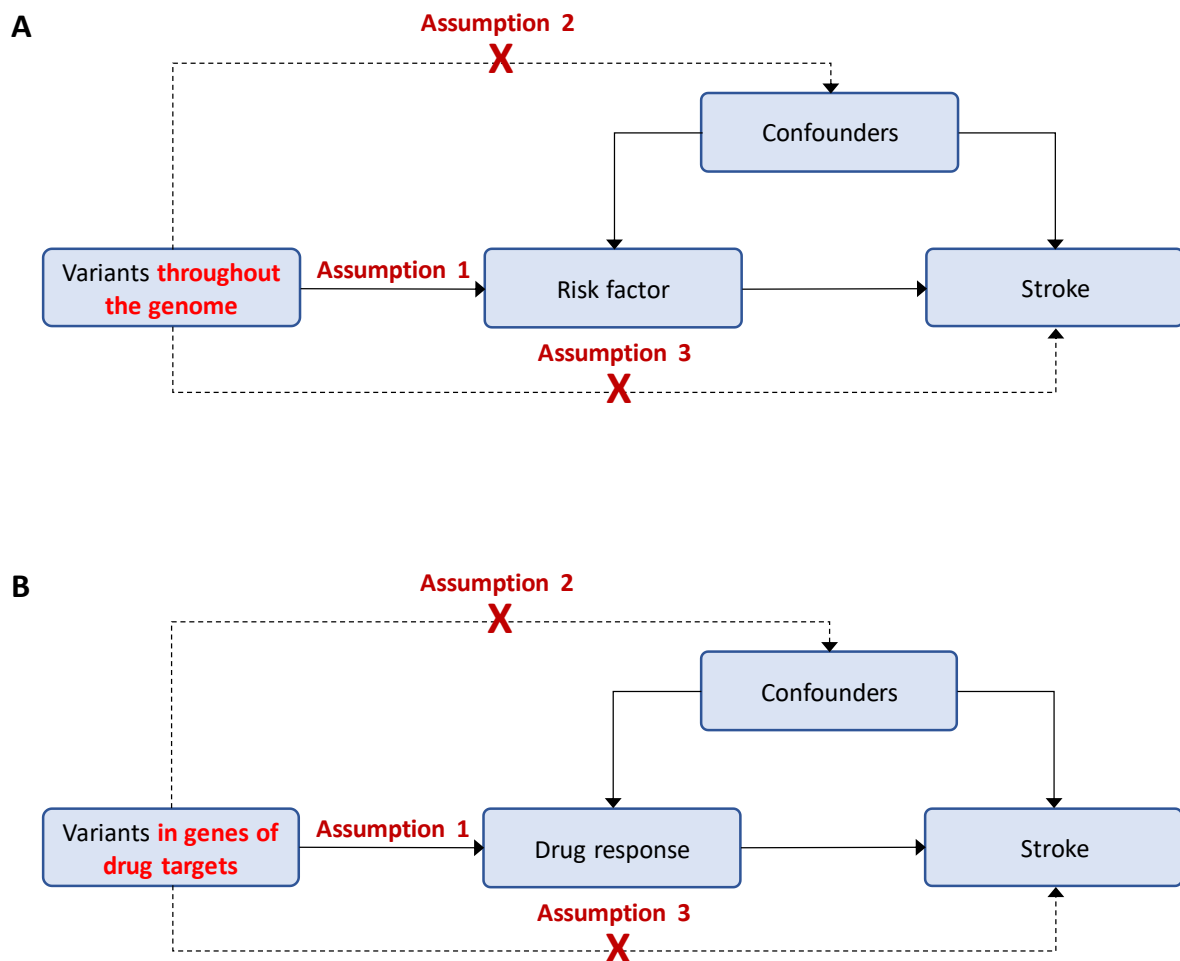 A
Assumption 2
X
Confounders
Variants throughout
the genome
Assumption 1
Risk factor
Stroke
Assumption 3
X
B
Assumption 2
X
Confounders
Variants in genes of
drug targets
Assumption 1
Drug response
Stroke
Assumption 3
X